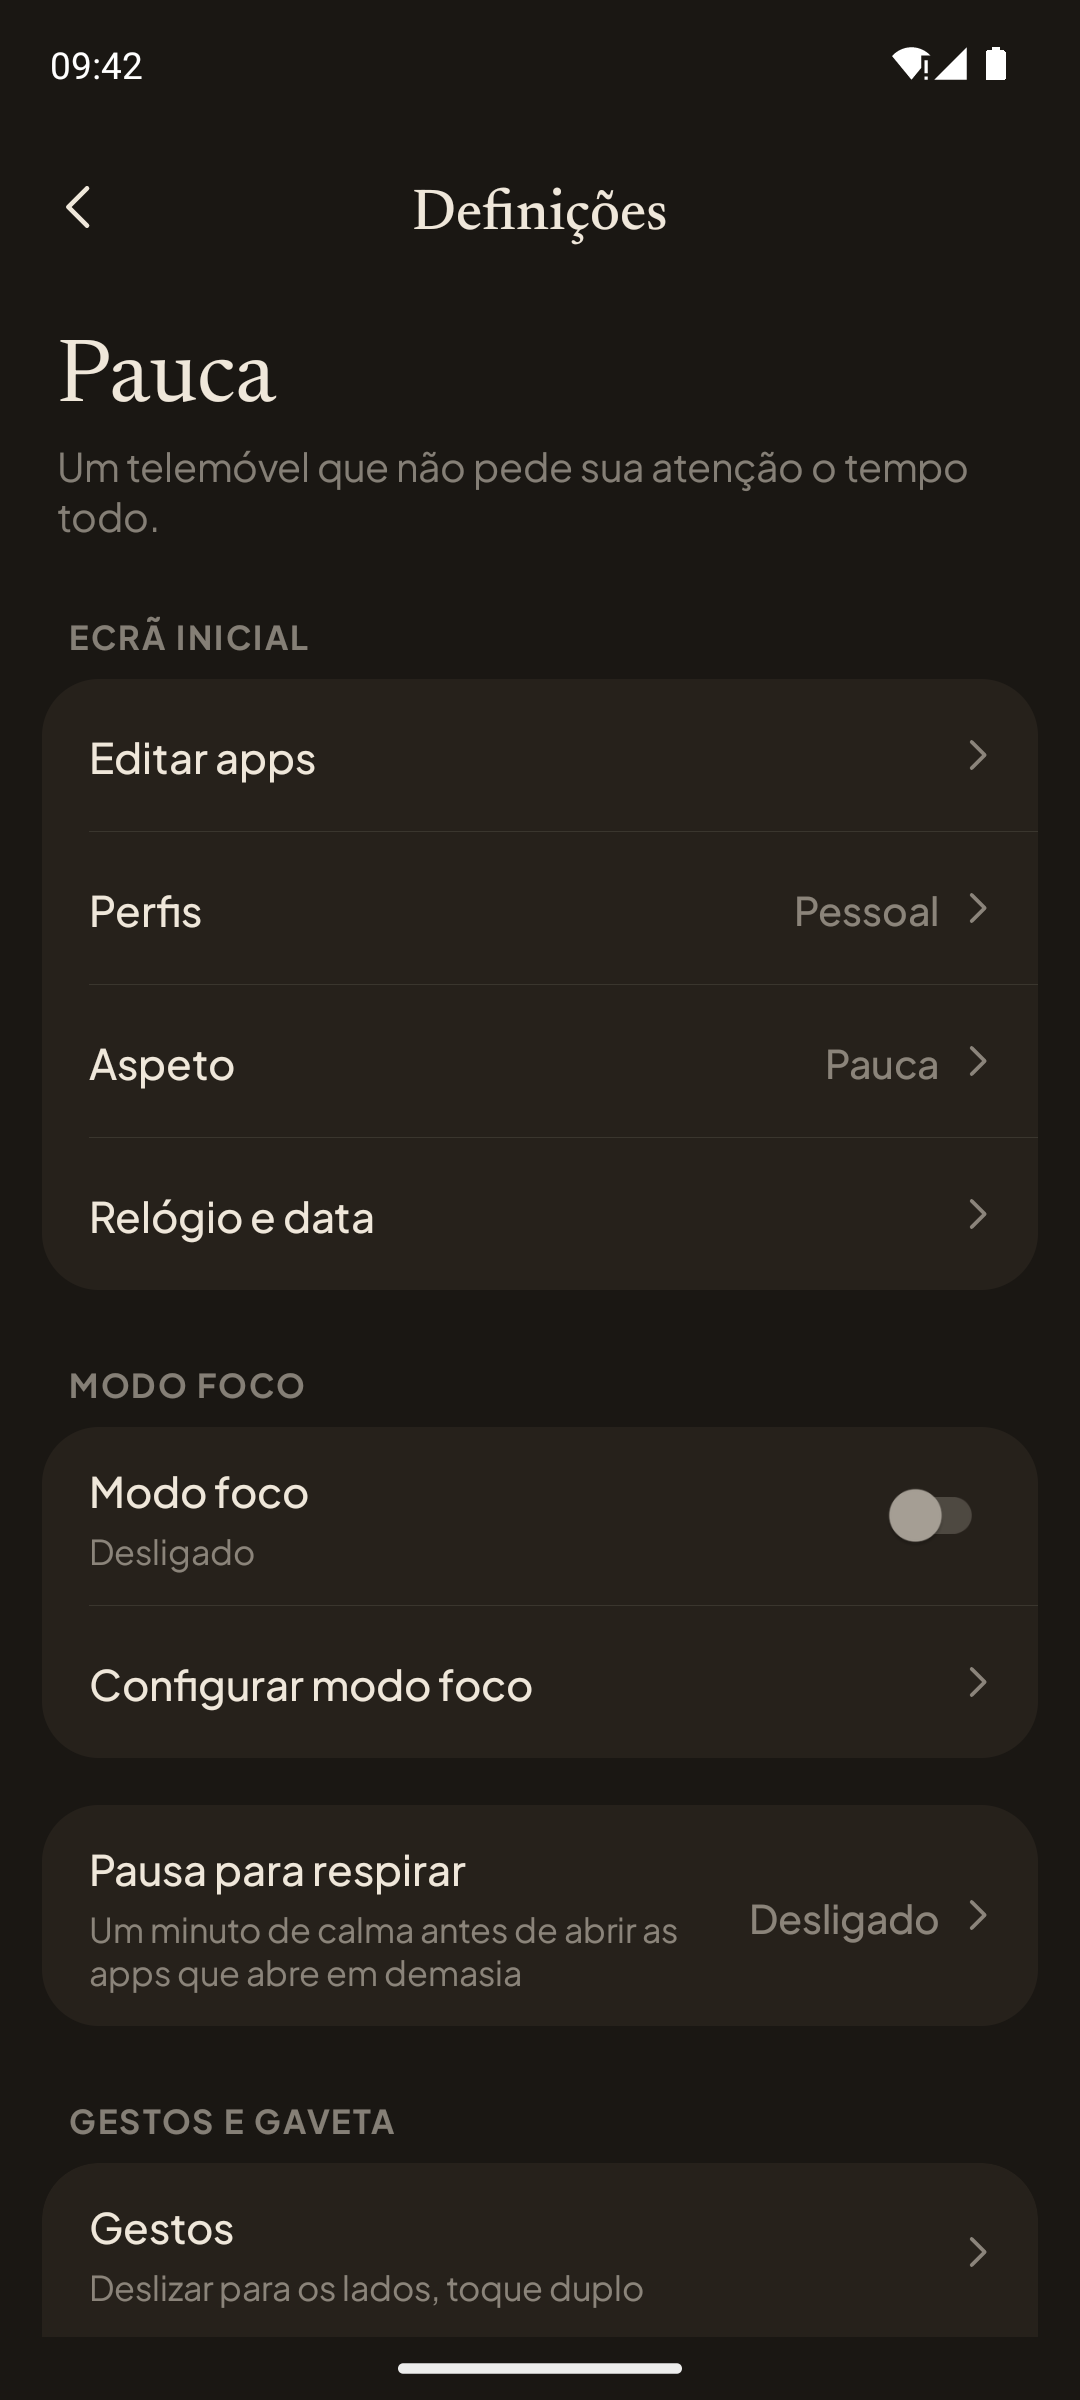 09:42
Definições
Pauca
Um telemóvel que não pede sua atenção o tempo
todo.
ECRÃ INICIAL
Editar apps
Perfis
Pessoal
Aspeto
Pauca
Relógio e data
MODO FOCO
Modo foco
Desligado
Configurar modo foco
Pausa para respirar
Um minuto de calma antes de abrir as
apps que abre em demasia
Desligado
GESTOS E GAVETA
Gestos
Deslizar para os lados, toque duplo